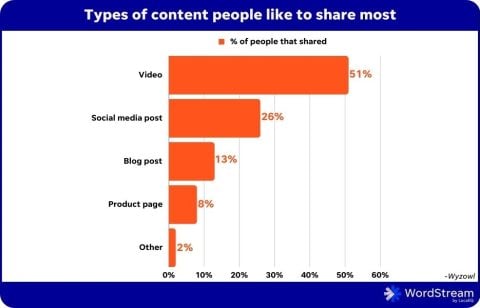 Types of content people like to share most
% of people that shared
Video
51%
Social media post
26%
Blog post
13%
Product page
8%
Other
2%
0% 10% 20% 30% 40% 50% 60%
-Wyzowl
WordStream
by LocaliQ